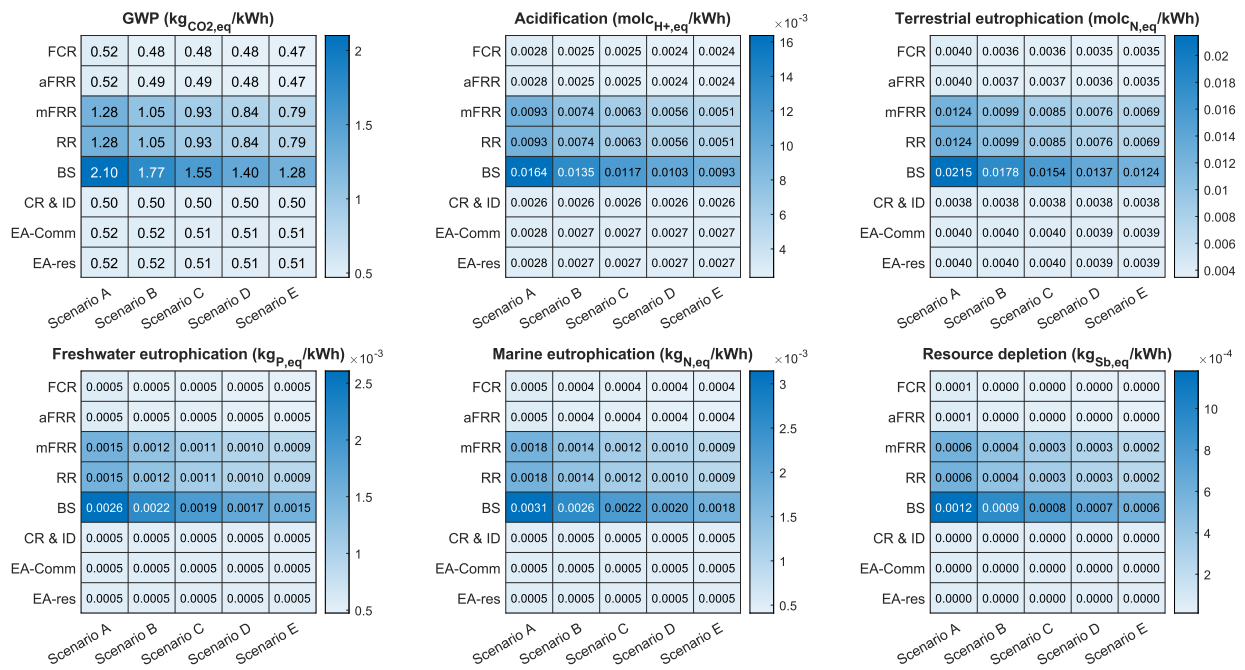 GWP (kg_CO2,eq/kWh)
FCR 0.52 0.48 0.48 0.48 0.47
aFRR 0.52 0.49 0.49 0.48 0.47
mFRR 1.28 1.05 0.93 0.84 0.79
RR 1.28 1.05 0.93 0.84 0.79
BS 2.10 1.77 1.55 1.40 1.28
CR & ID 0.50 0.50 0.50 0.50 0.50
EA-Comm 0.52 0.52 0.51 0.51 0.51
EA-res 0.52 0.52 0.51 0.51 0.51
Scenario A Scenario B Scenario C Scenario D Scenario E
2
1.5
1
0.5
Acidification (molc_H+,eq/kWh)
×10⁻³
FCR 0.0028 0.0025 0.0025 0.0024 0.0024
aFRR 0.0028 0.0025 0.0025 0.0024 0.0024
mFRR 0.0093 0.0074 0.0063 0.0056 0.0051
RR 0.0093 0.0074 0.0063 0.0056 0.0051
BS 0.0164 0.0135 0.0117 0.0103 0.0093
CR & ID 0.0026 0.0026 0.0026 0.0026 0.0026
EA-Comm 0.0028 0.0027 0.0027 0.0027 0.0027
EA-res 0.0028 0.0027 0.0027 0.0027 0.0027
Scenario A Scenario B Scenario C Scenario D Scenario E
16
14
12
10
8
6
4
Terrestrial eutrophication (molc_N,eq/kWh)
FCR 0.0040 0.0036 0.0036 0.0035 0.0035
aFRR 0.0040 0.0037 0.0037 0.0036 0.0035
mFRR 0.0124 0.0099 0.0085 0.0076 0.0069
RR 0.0124 0.0099 0.0085 0.0076 0.0069
BS 0.0215 0.0178 0.0154 0.0137 0.0124
CR & ID 0.0038 0.0038 0.0038 0.0038 0.0038
EA-Comm 0.0040 0.0040 0.0040 0.0039 0.0039
EA-res 0.0040 0.0040 0.0040 0.0039 0.0039
Scenario A Scenario B Scenario C Scenario D Scenario E
0.02
0.018
0.016
0.014
0.012
0.01
0.008
0.006
0.004
Freshwater eutrophication (kg_P,eq/kWh)
×10⁻³
FCR 0.0005 0.0005 0.0005 0.0005 0.0005
aFRR 0.0005 0.0005 0.0005 0.0005 0.0005
mFRR 0.0015 0.0012 0.0011 0.0010 0.0009
RR 0.0015 0.0012 0.0011 0.0010 0.0009
BS 0.0026 0.0022 0.0019 0.0017 0.0015
CR & ID 0.0005 0.0005 0.0005 0.0005 0.0005
EA-Comm 0.0005 0.0005 0.0005 0.0005 0.0005
EA-res 0.0005 0.0005 0.0005 0.0005 0.0005
Scenario A Scenario B Scenario C Scenario D Scenario E
2.5
2
1.5
1
0.5
Marine eutrophication (kg_N,eq/kWh)
×10⁻³
FCR 0.0005 0.0004 0.0004 0.0004 0.0004
aFRR 0.0005 0.0004 0.0004 0.0004 0.0004
mFRR 0.0018 0.0014 0.0012 0.0010 0.0009
RR 0.0018 0.0014 0.0012 0.0010 0.0009
BS 0.0031 0.0026 0.0022 0.0020 0.0018
CR & ID 0.0005 0.0005 0.0005 0.0005 0.0005
EA-Comm 0.0005 0.0005 0.0005 0.0005 0.0005
EA-res 0.0005 0.0005 0.0005 0.0005 0.0005
Scenario A Scenario B Scenario C Scenario D Scenario E
3
2.5
2
1.5
1
0.5
Resource depletion (kg_Sb,eq/kWh)
×10⁻⁴
FCR 0.0001 0.0000 0.0000 0.0000 0.0000
aFRR 0.0001 0.0000 0.0000 0.0000 0.0000
mFRR 0.0006 0.0004 0.0003 0.0003 0.0002
RR 0.0006 0.0004 0.0003 0.0003 0.0002
BS 0.0012 0.0009 0.0008 0.0007 0.0006
CR & ID 0.0000 0.0000 0.0000 0.0000 0.0000
EA-Comm 0.0000 0.0000 0.0000 0.0000 0.0000
EA-res 0.0000 0.0000 0.0000 0.0000 0.0000
Scenario A Scenario B Scenario C Scenario D Scenario E
10
8
6
4
2